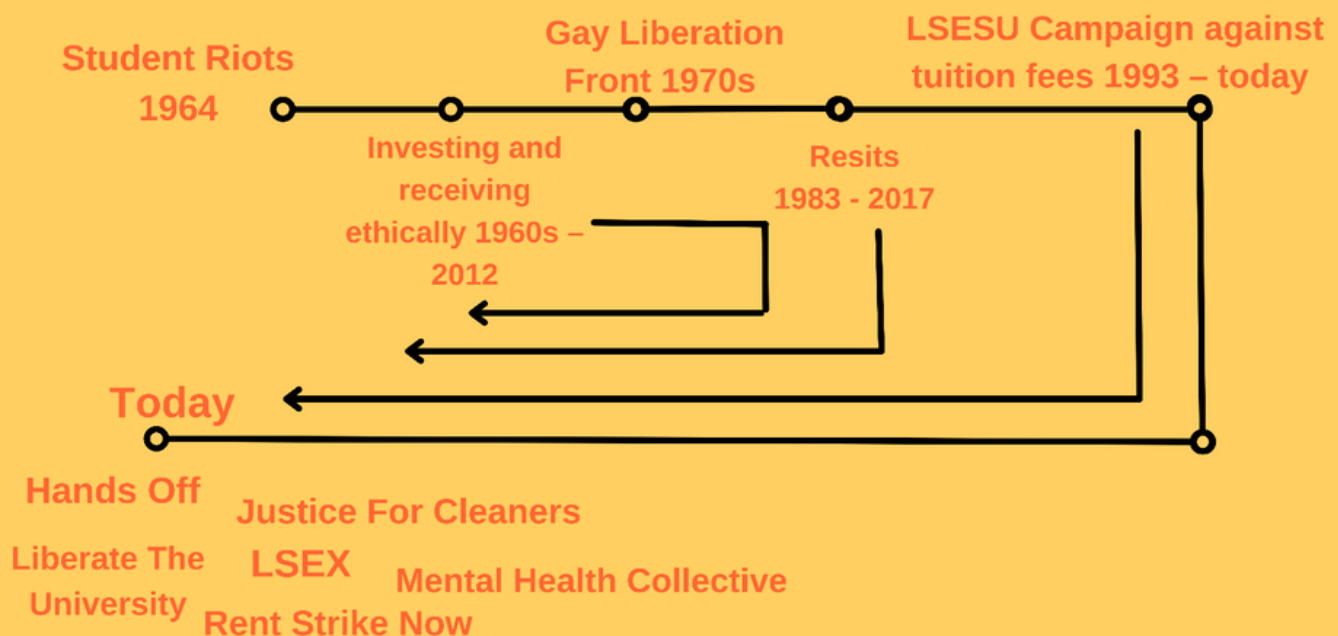 Student Riots
1964
Gay Liberation
Front 1970s
LSESU Campaign against
tuition fees 1993 – today
Investing and
receiving
ethically 1960s –
2012
Resits
1983 - 2017
Today
Hands Off
Justice For Cleaners
Liberate The
University
LSEX
Mental Health Collective
Rent Strike Now